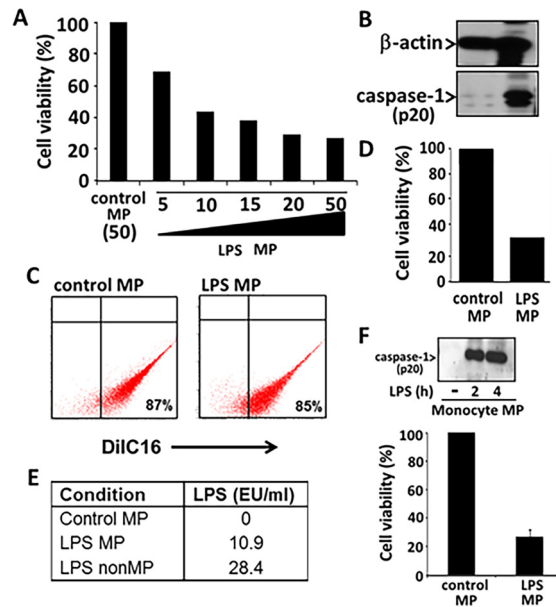 A
Cell viability (%)
100
80
60
40
20
0
control
MP
(50)
5 10 15 20 50
LPS MP
B
β-actin>
caspase-1>
(p20)
C
control MP
LPS MP
87%
85%
DilC16
D
Cell viability (%)
100
80
60
40
20
0
control
MP
LPS
MP
E
Condition LPS (EU/ml)
Control MP 0
LPS MP 10.9
LPS nonMP 28.4
F
caspase-1>
(p20)
LPS (h) - 2 4
Monocyte MP
Cell viability (%)
100
80
60
40
20
0
control
MP
LPS
MP